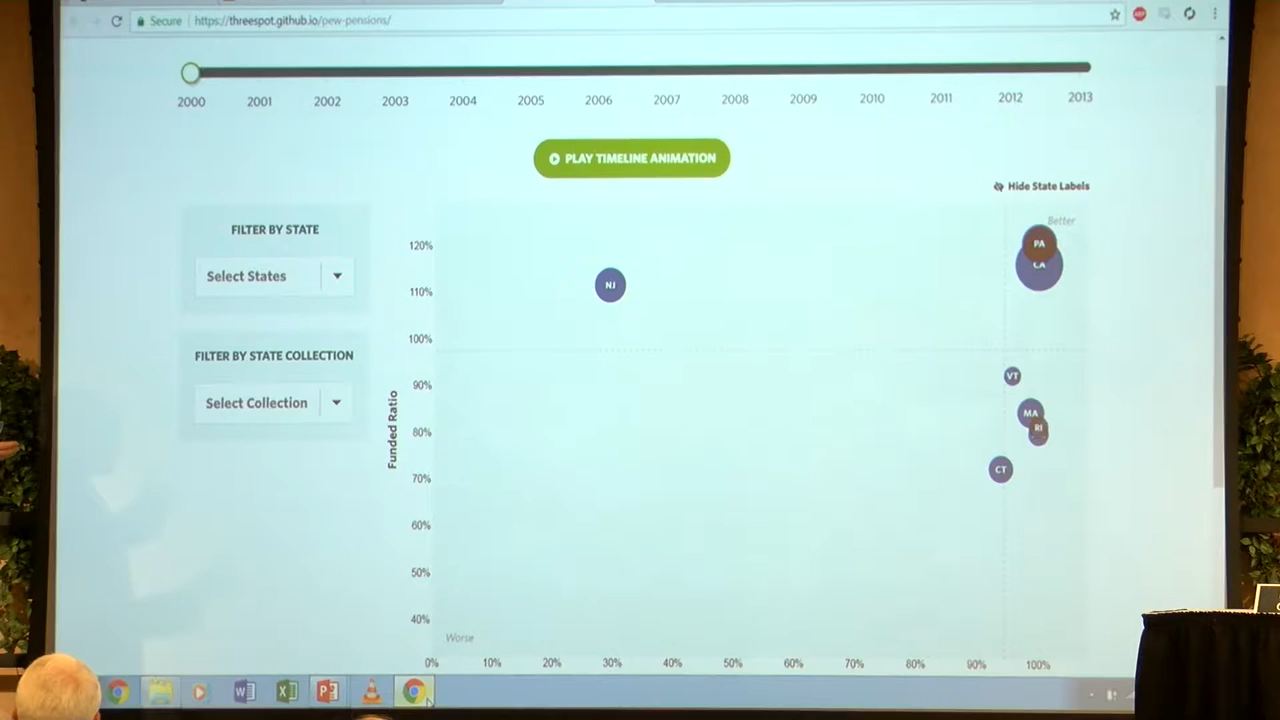 Secure https://threespot.github.io/pew-pensions/
ABP
2000 2001 2002 2003 2004 2005 2006 2007 2008 2009 2010 2011 2012 2013
PLAY TIMELINE ANIMATION
Hide State Labels
FILTER BY STATE
Select States
FILTER BY STATE COLLECTION
Select Collection
Better
120%
110%
100%
90%
80%
70%
60%
50%
40%
Funded Ratio
PA
CA
NJ
VT
MA
RI
CT
Worse
0% 10% 20% 30% 40% 50% 60% 70% 80% 90% 100%